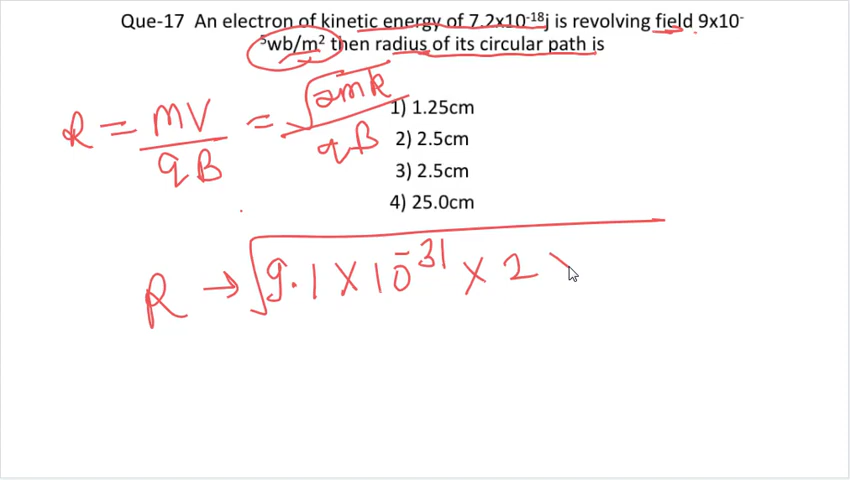 Que-17 An electron of kinetic energy of 7.2x10⁻¹⁸j is revolving field 9x10⁻
⁵wb/m² then radius of its circular path is
R = mV/qB = √2mk/qB
1) 1.25cm
2) 2.5cm
3) 2.5cm
4) 25.0cm
R → √9.1 × 10⁻³¹ × 2